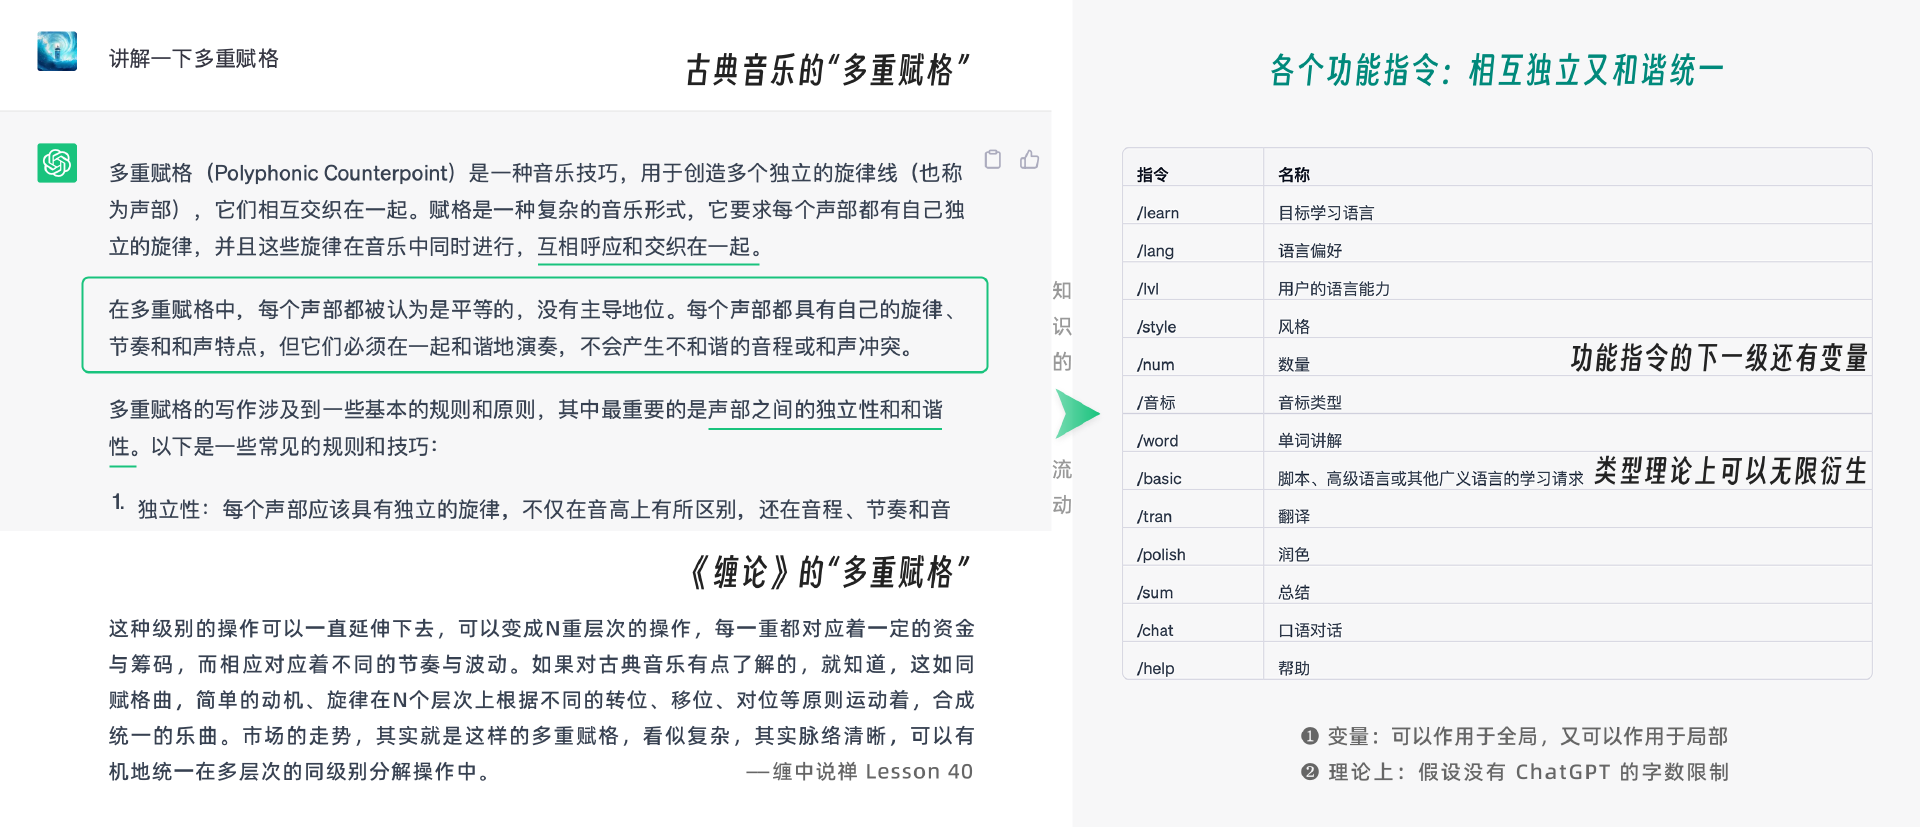 讲解一下多重赋格
古典音乐的“多重赋格”
多重赋格（Polyphonic Counterpoint）是一种音乐技巧，用于创造多个独立的旋律线（也称
为声部），它们相互交织在一起。赋格是一种复杂的音乐形式，它要求每个声部都有自己独
立的旋律，并且这些旋律在音乐中同时进行，互相呼应和交织在一起。
在多重赋格中，每个声部都被认为是平等的，没有主导地位。每个声部都具有自己的旋律、
节奏和和声特点，但它们必须在一起和谐地演奏，不会产生不和谐的音程或和声冲突。
多重赋格的写作涉及到一些基本的规则和原则，其中最重要的是声部之间的独立性和和谐
性。以下是一些常见的规则和技巧：
1. 独立性：每个声部应该具有独立的旋律，不仅在音高上有所区别，还在音程、节奏和音
《缠论》的“多重赋格”
这种级别的操作可以一直延伸下去，可以变成N重层次的操作，每一重都对应着一定的资金
与筹码，而相应对应着不同的节奏与波动。如果对古典音乐有点了解的，就知道，这如同
赋格曲，简单的动机、旋律在N个层次上根据不同的转位、移位、对位等原则运动着，合成
统一的乐曲。市场的走势，其实就是这样的多重赋格，看似复杂，其实脉络清晰，可以有
机地统一在多层次的同级别分解操作中。
—缠中说禅 Lesson 40
知
识
的
流
动
各个功能指令：相互独立又和谐统一
指令 名称
/learn 目标学习语言
/lang 语言偏好
/lvl 用户的语言能力
/style 风格
/num 数量
功能指令的下一级还有变量
/音标 音标类型
/word 单词讲解
/basic 脚本、高级语言或其他广义语言的学习请求
类型理论上可以无限衍生
/tran 翻译
/polish 润色
/sum 总结
/chat 口语对话
/help 帮助
❶ 变量：可以作用于全局，又可以作用于局部
❷ 理论上：假设没有 ChatGPT 的字数限制